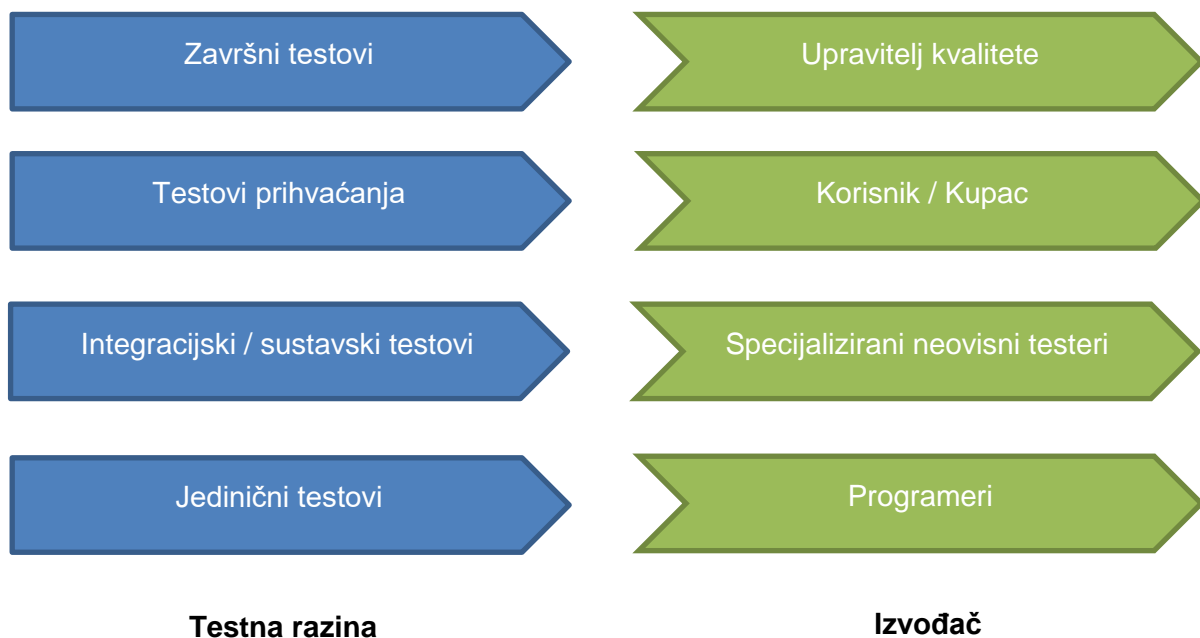 Završni testovi
Upravitelj kvalitete
Testovi prihvaćanja
Korisnik / Kupac
Integracijski / sustavski testovi
Specijalizirani neovisni testeri
Jedinični testovi
Programeri
Testna razina
Izvođač